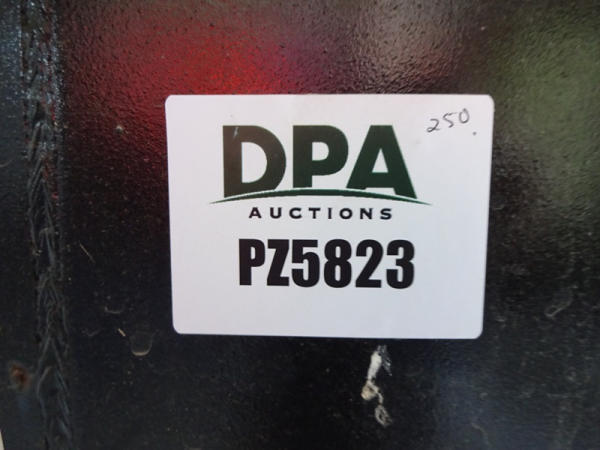 250.
DPA
AUCTIONS
PZ5823